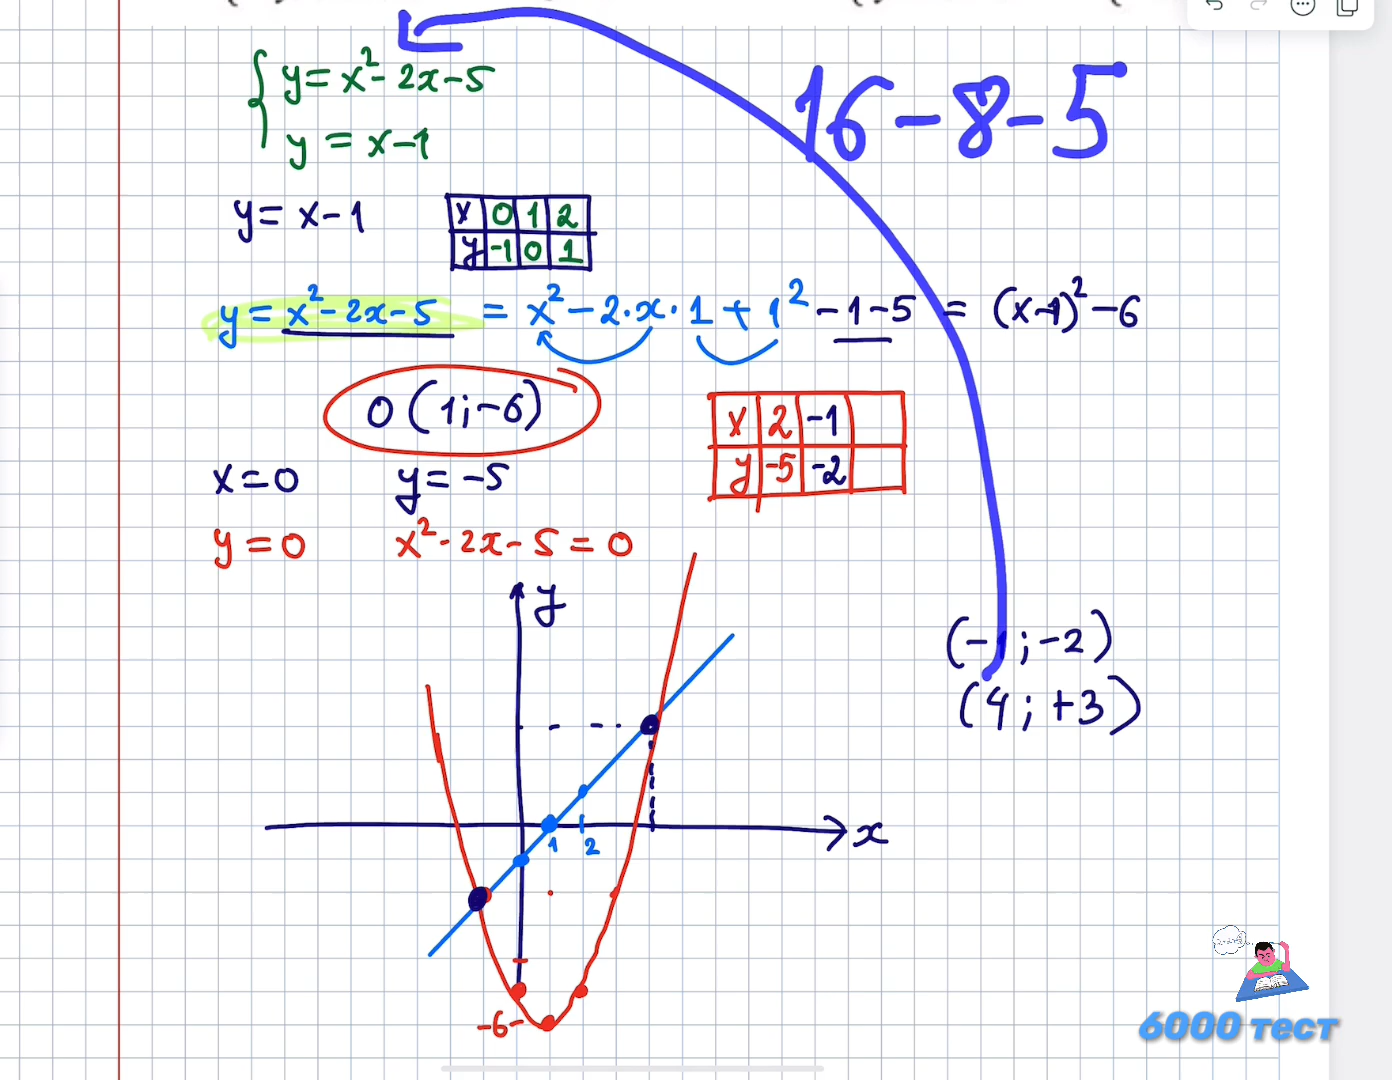 y = x² - 2x - 5
16 - 8 - 5
y = x - 1
y = x - 1
x 0 1 2
y -1 0 1
y = x² - 2x - 5 = x² - 2·x·1 + 1² - 1 - 5 = (x-1)² - 6
O (1; -6)
x 2 -1
y -5 -2
x = 0 y = -5
y = 0 x² - 2x - 5 = 0
y
(-1; -2)
(4; +3)
x
1 2
-6
6000 тест